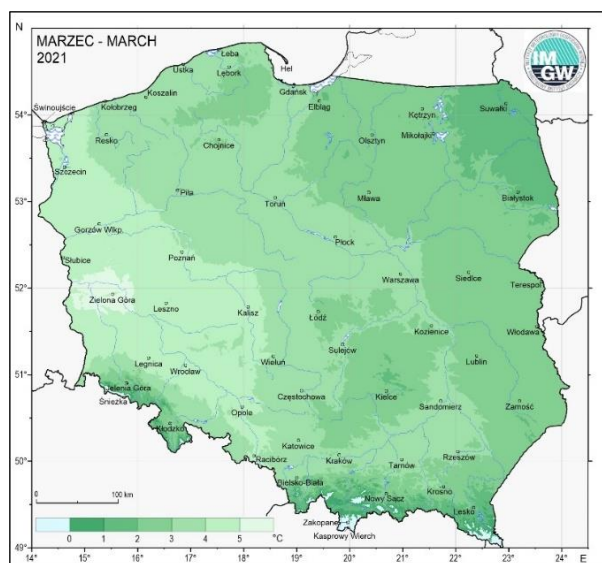 N
MARZEC - MARCH
2021
IM
GW
Łeba
Ustka
Lębork
Hel
Gdańsk
Koszalin
Kołobrzeg
Elbląg
Świnoujście
Kętrzyn
Suwałki
54°
Resko
Chojnice
Olsztyn
Mikołajki
Szczecin
Piła
Toruń
Mława
Białystok
53°
Gorzów Wlkp.
Płock
Słubice
Poznań
Warszawa
Siedlce
Terespol
52°
Zielona Góra
Leszno
Kalisz
Łódź
Kozienice
Włodawa
Sulejów
Legnica
Wrocław
Wieluń
Lublin
51°
Jelenia Góra
Śnieżka
Częstochowa
Kielce
Sandomierz
Zamość
Opole
Kłodzko
Katowice
50°
Racibórz
Kraków
Tarnów
Rzeszów
Bielsko-Biała
Nowy Sącz
Krosno
Lesko
0 100 km
Zakopane
Kasprowy Wierch
0 1 2 3 4 5 °C
49°
14° 15° 16° 17° 18° 19° 20° 21° 22° 23° 24° E